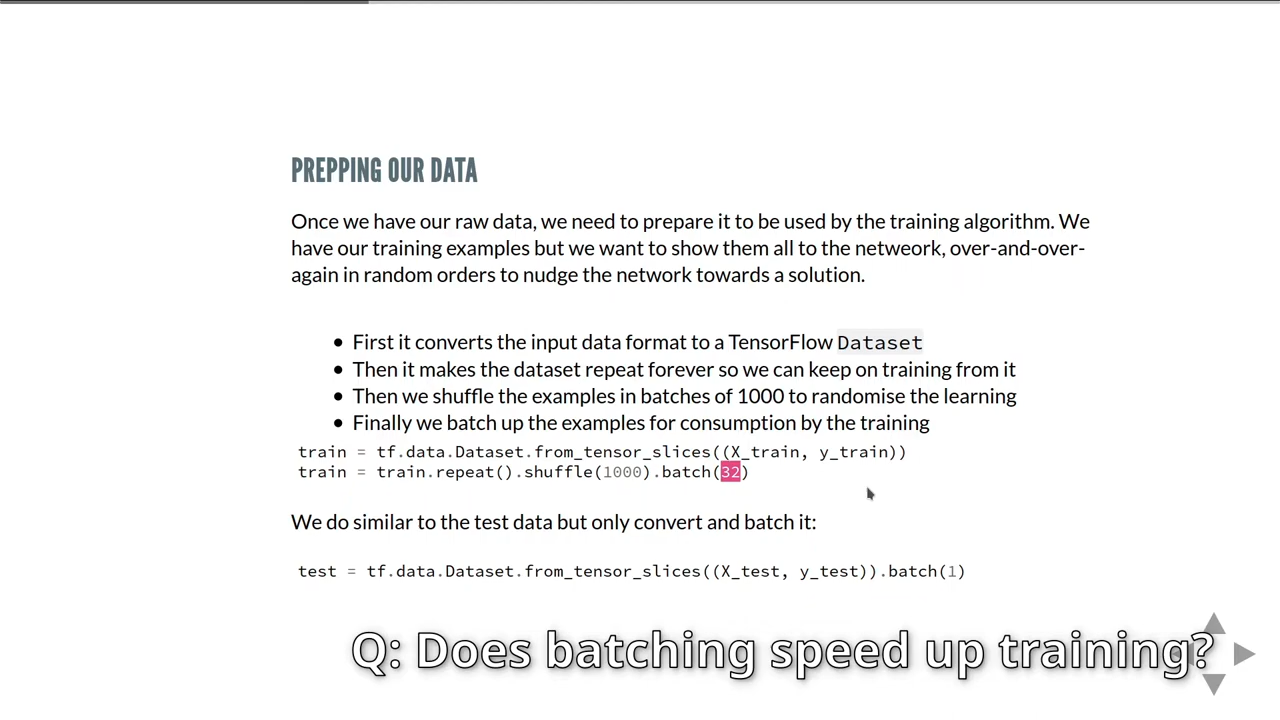 PREPPING OUR DATA
Once we have our raw data, we need to prepare it to be used by the training algorithm. We
have our training examples but we want to show them all to the netweork, over-and-over-
again in random orders to nudge the network towards a solution.
• First it converts the input data format to a TensorFlow Dataset
• Then it makes the dataset repeat forever so we can keep on training from it
• Then we shuffle the examples in batches of 1000 to randomise the learning
• Finally we batch up the examples for consumption by the training
train = tf.data.Dataset.from_tensor_slices((X_train, y_train))
train = train.repeat().shuffle(1000).batch(32)
We do similar to the test data but only convert and batch it:
test = tf.data.Dataset.from_tensor_slices((X_test, y_test)).batch(1)
Q: Does batching speed up training?